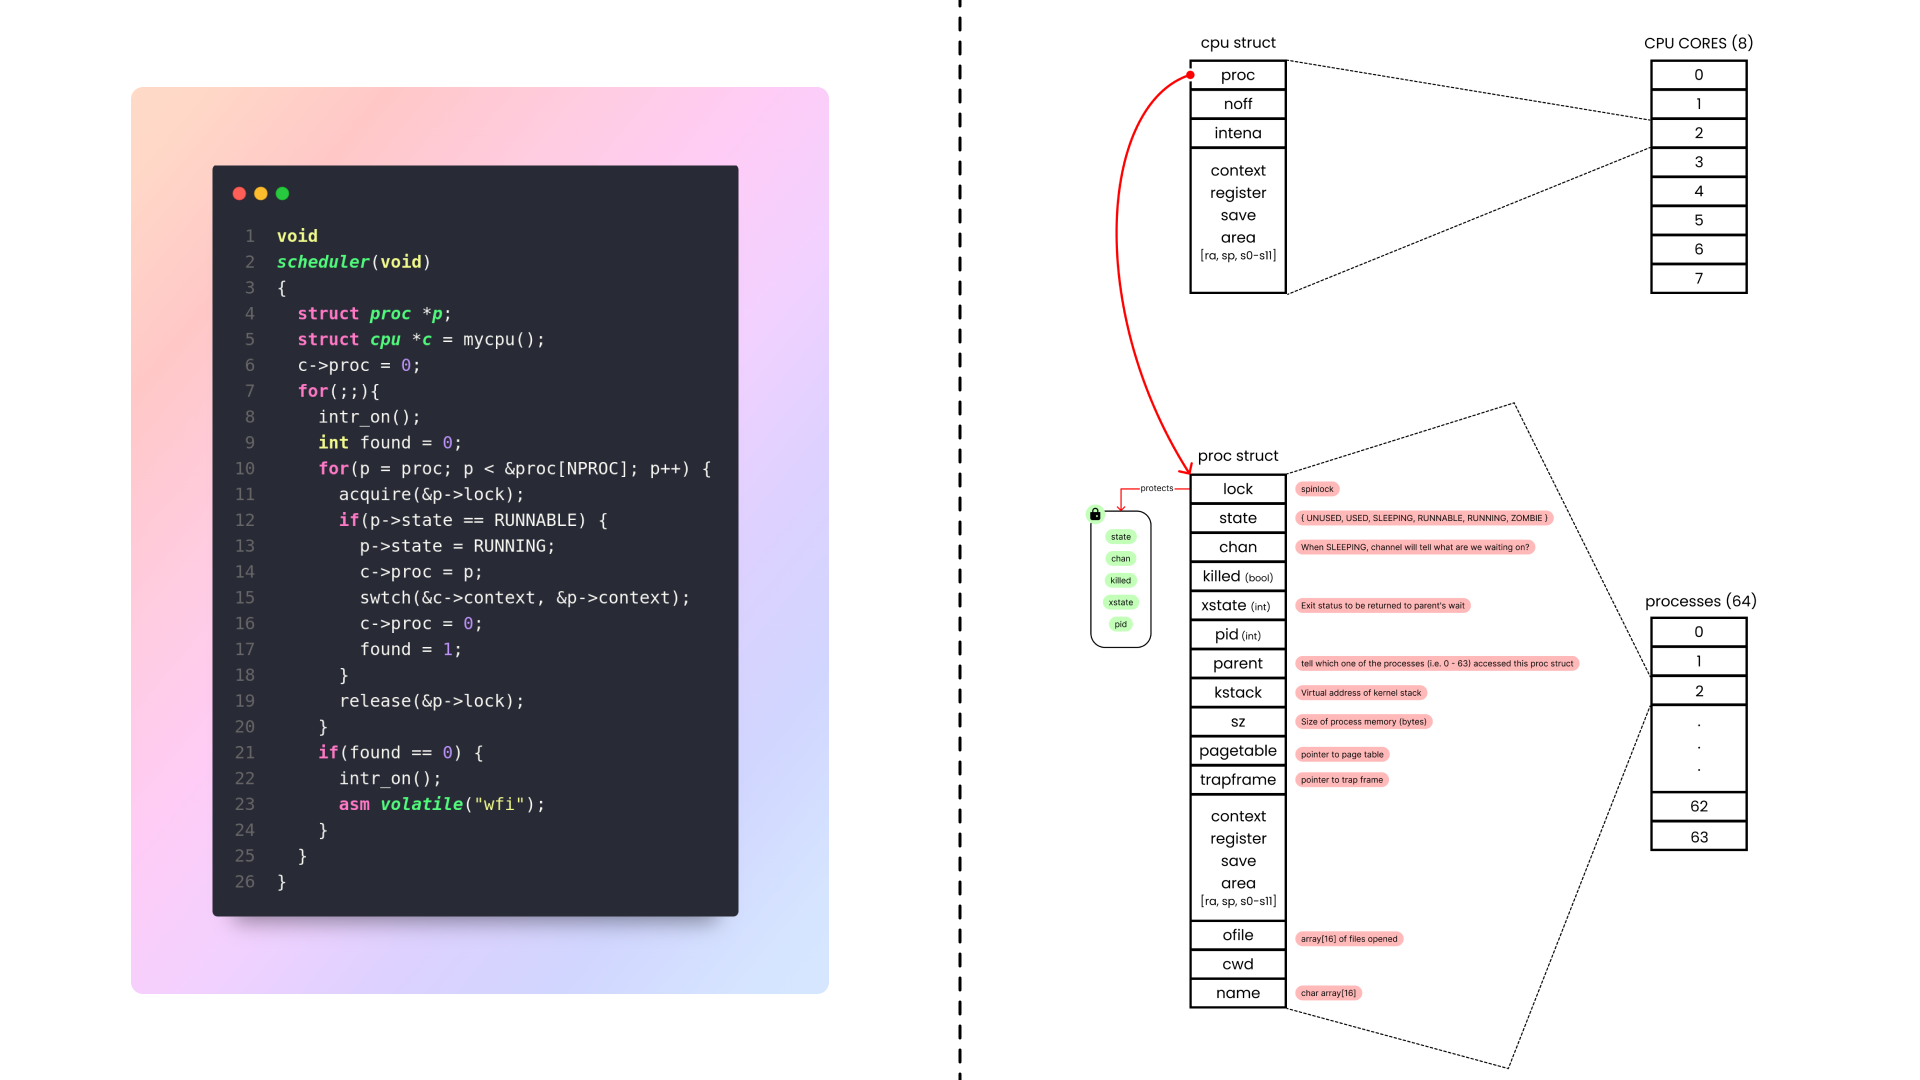 1 void
2 scheduler(void)
3 {
4 struct proc *p;
5 struct cpu *c = mycpu();
6 c->proc = 0;
7 for(;;){
8 intr_on();
9 int found = 0;
10 for(p = proc; p < &proc[NPROC]; p++) {
11 acquire(&p->lock);
12 if(p->state == RUNNABLE) {
13 p->state = RUNNING;
14 c->proc = p;
15 swtch(&c->context, &p->context);
16 c->proc = 0;
17 found = 1;
18 }
19 release(&p->lock);
20 }
21 if(found == 0) {
22 intr_on();
23 asm volatile("wfi");
24 }
25 }
26 }
cpu struct
proc
noff
intena
context
register
save
area
[ra, sp, s0-s11]
CPU CORES (8)
0
1
2
3
4
5
6
7
proc struct
lock
spinlock
state
( UNUSED, USED, SLEEPING, RUNNABLE, RUNNING, ZOMBIE )
chan
When SLEEPING, channel will tell what are we waiting on?
killed (bool)
xstate (int)
Exit status to be returned to parent's wait
pid (int)
parent
tell which one of the processes (i.e. 0 - 63) accessed this proc struct
kstack
Virtual address of kernel stack
sz
Size of process memory (bytes)
pagetable
pointer to page table
trapframe
pointer to trap frame
context
register
save
area
[ra, sp, s0-s11]
ofile
array[16] of files opened
cwd
name
char array[16]
protects
state
chan
killed
xstate
pid
processes (64)
0
1
2
.
.
.
62
63